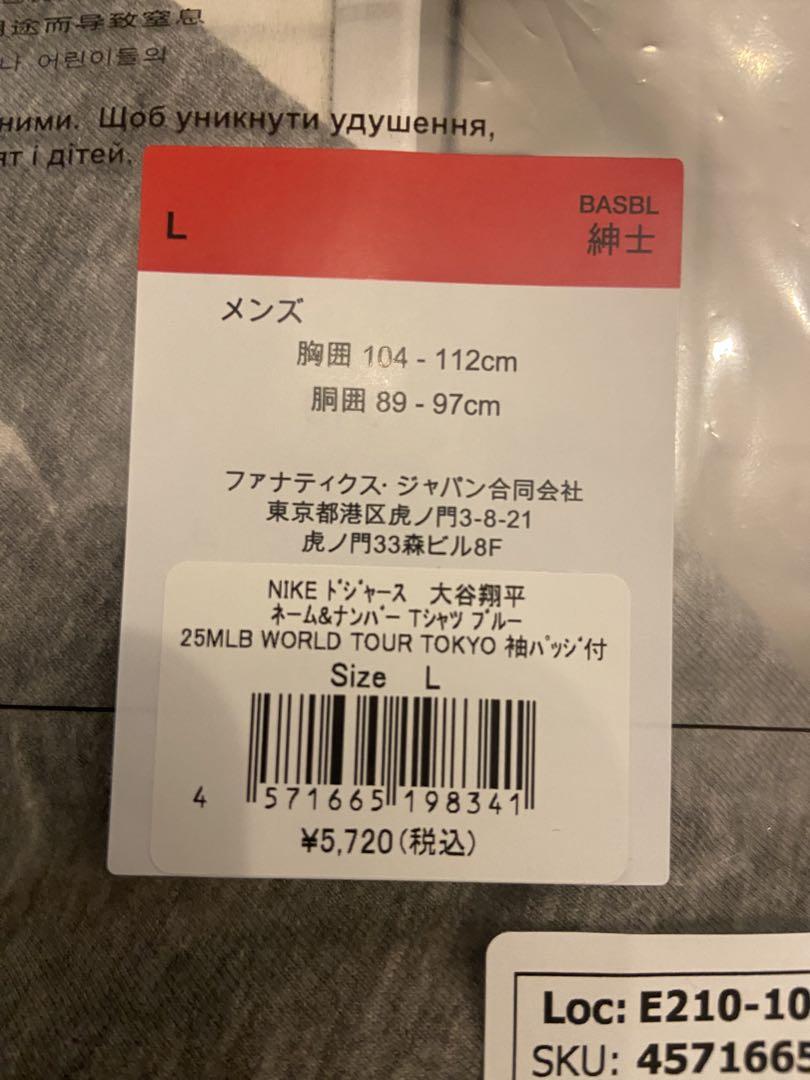 用途而导致窒息
나 어린이들의
ними. Щоб уникнути удушення,
ят і дітей.
L
BASBL
紳士
メンズ
胸囲 104 - 112cm
胴囲 89 - 97cm
ファナティクス・ジャパン合同会社
東京都港区虎ノ門3-8-21
虎ノ門33森ビル8F
NIKE ﾄﾞｼﾞｬｰｽ 大谷翔平
ﾈｰﾑ&ﾅﾝﾊﾞｰ Tｼｬﾂ ﾌﾞﾙｰ
25MLB WORLD TOUR TOKYO 袖ﾊﾟｯｼﾞ付
Size L
4 571665 198341
¥5,720(税込)
Loc: E210-10
SKU: 4571665